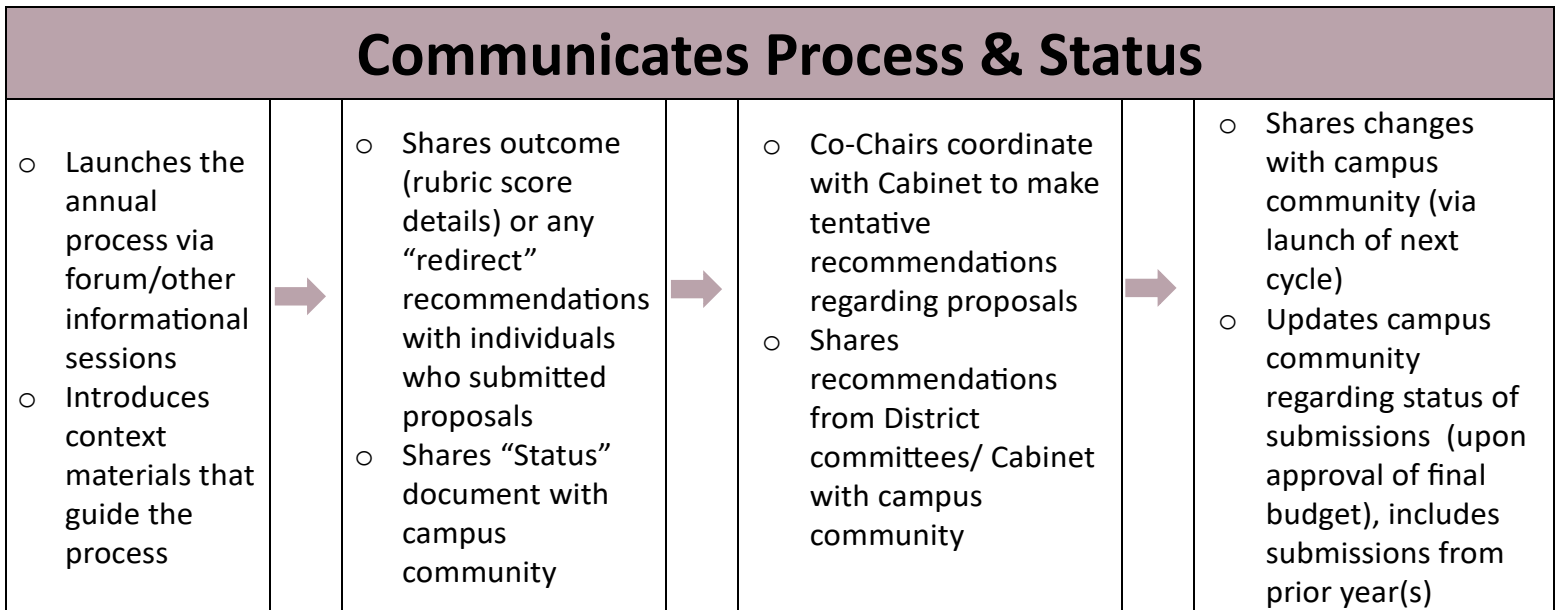 Communicates Process & Status
o Launches the
annual
process via
forum/other
informational
sessions
o Introduces
context
materials that
guide the
process
o Shares outcome
(rubric score
details) or any
“redirect”
recommendations
with individuals
who submitted
proposals
o Shares “Status”
document with
campus
community
o Co-Chairs coordinate
with Cabinet to make
tentative
recommendations
regarding proposals
o Shares
recommendations
from District
committees/ Cabinet
with campus
community
o Shares changes
with campus
community (via
launch of next
cycle)
o Updates campus
community
regarding status of
submissions (upon
approval of final
budget), includes
submissions from
prior year(s)